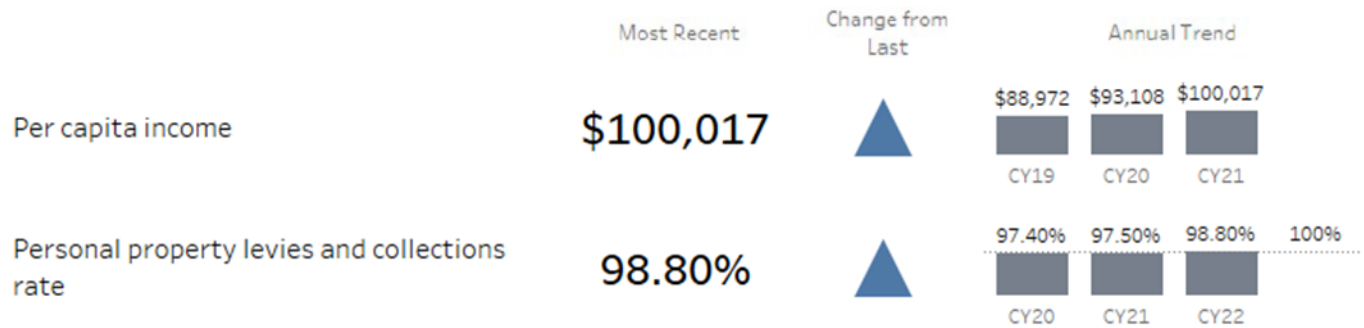 Most Recent
Change from
Last
Annual Trend
Per capita income
$100,017
$88,972 $93,108 $100,017
CY19 CY20 CY21
Personal property levies and collections
rate
98.80%
97.40% 97.50% 98.80% 100%
CY20 CY21 CY22